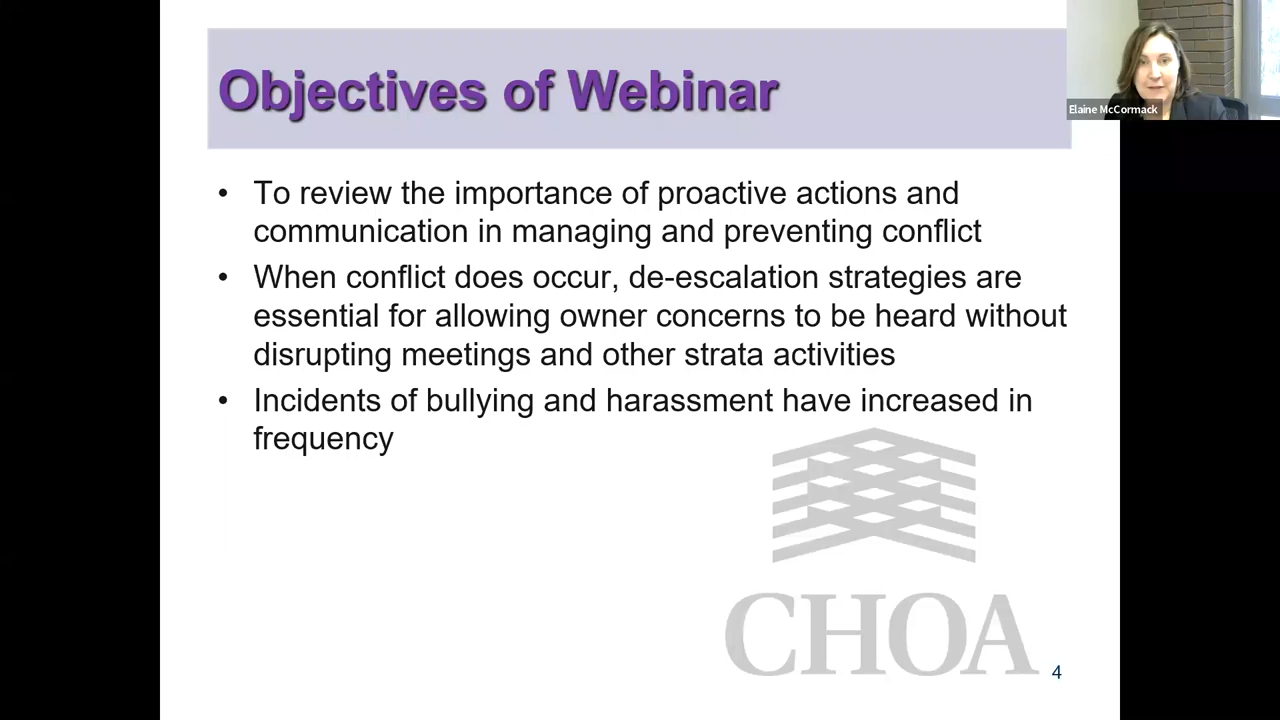 Objectives of Webinar
Elaine McCormack
• To review the importance of proactive actions and
communication in managing and preventing conflict
• When conflict does occur, de-escalation strategies are
essential for allowing owner concerns to be heard without
disrupting meetings and other strata activities
• Incidents of bullying and harassment have increased in
frequency
CHOA
4